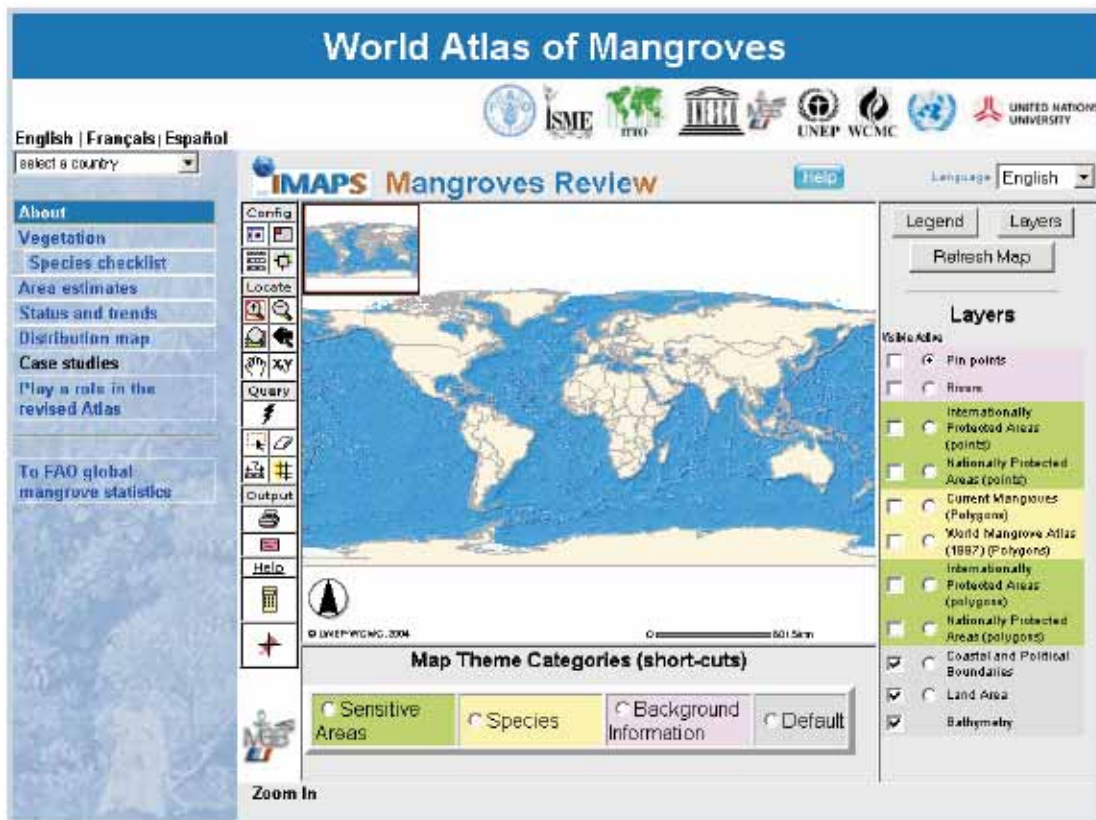 World Atlas of Mangroves
ISME
ITTO
UNESCO
UNEP WCMC
UNITED NATIONS
UNIVERSITY
English | Français | Español
select a country
About
Vegetation
Species checklist
Area estimates
Status and trends
Distribution map
Case studies
Play a role in the
revised Atlas
To FAO global
mangrove statistics
IMAPS Mangroves Review
Help
Language English
Config
Locate
X,Y
Query
Output
Help
© UNEP-WCMC, 2004
Map Theme Categories (short-cuts)
Sensitive
Areas
Species
Background
Information
Default
MAB
Zoom In
Legend Layers
Refresh Map
Layers
Visible Active
Pin points
Rivers
Internationally
Protected Areas
(points)
Nationally Protected
Areas (points)
Current Mangroves
(Polygons)
World Mangrove Atlas
(1997) (Polygons)
Internationally
Protected Areas
(polygons)
Nationally Protected
Areas (polygons)
Coastal and Political
Boundaries
Land Area
Bathymetry